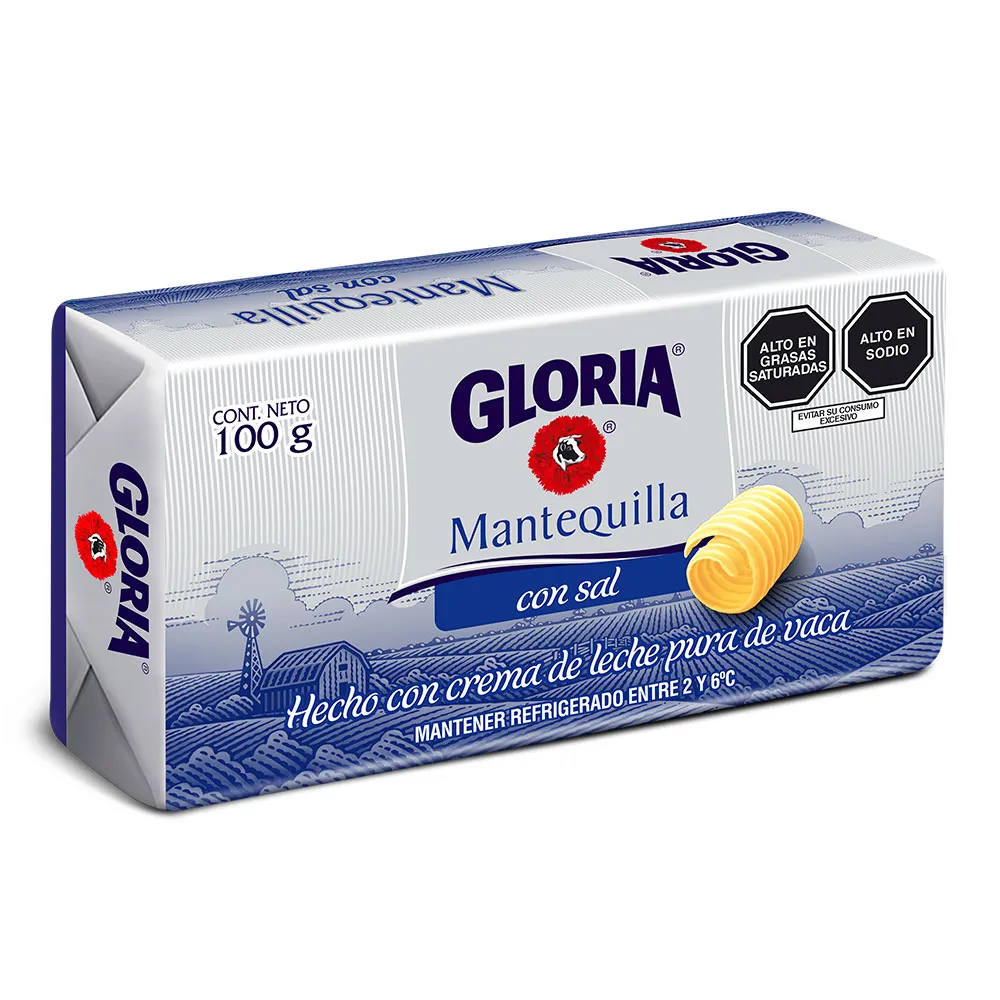 Mantequilla
con sal
GLORIA
CONT. NETO
100 g
GLORIA®
®
Mantequilla
con sal
Hecho con crema de leche pura de vaca
MANTENER REFRIGERADO ENTRE 2 Y 6ºC
ALTO EN
GRASAS
SATURADAS
ALTO EN
SODIO
EVITAR SU CONSUMO
EXCESIVO
GLORIA®